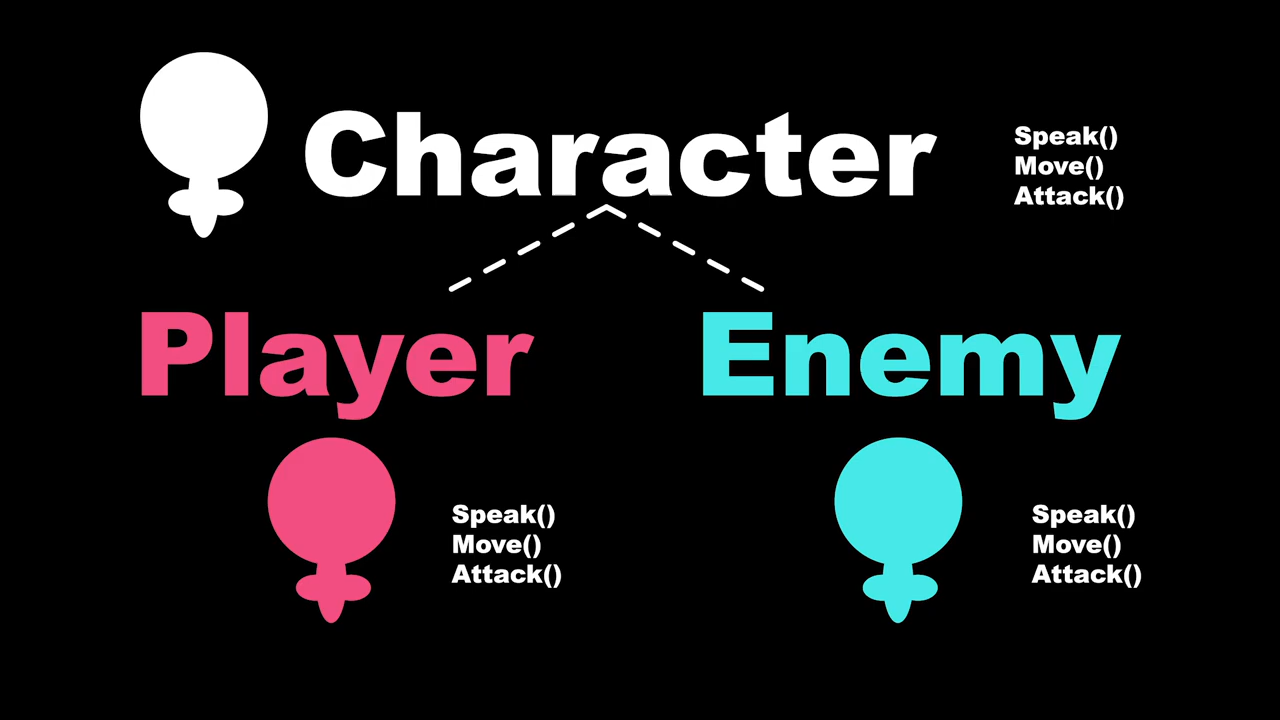 Character
Speak()
Move()
Attack()
Player
Enemy
Speak()
Move()
Attack()
Speak()
Move()
Attack()